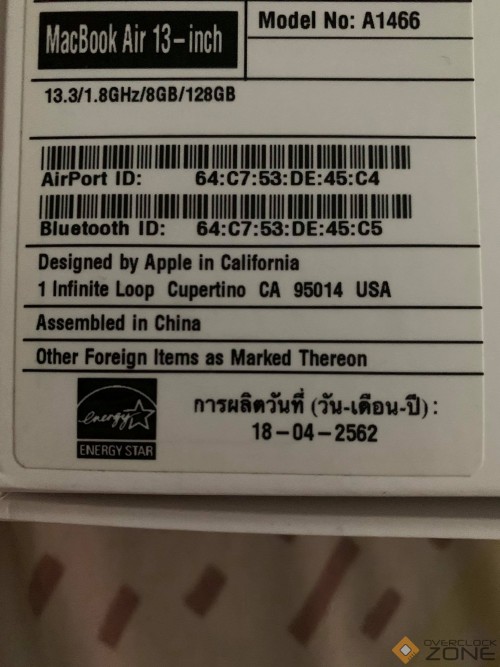 MacBook Air 13-inch
Model No: A1466
13.3/1.8GHz/8GB/128GB
AirPort ID: 64:C7:53:DE:45:C4
Bluetooth ID: 64:C7:53:DE:45:C5
Designed by Apple in California
1 Infinite Loop Cupertino CA 95014 USA
Assembled in China
Other Foreign Items as Marked Thereon
energy
ENERGY STAR
การผลิตวันที่ (วัน-เดือน-ปี) :
18-04-2562
OVERCLOCK
ZONE